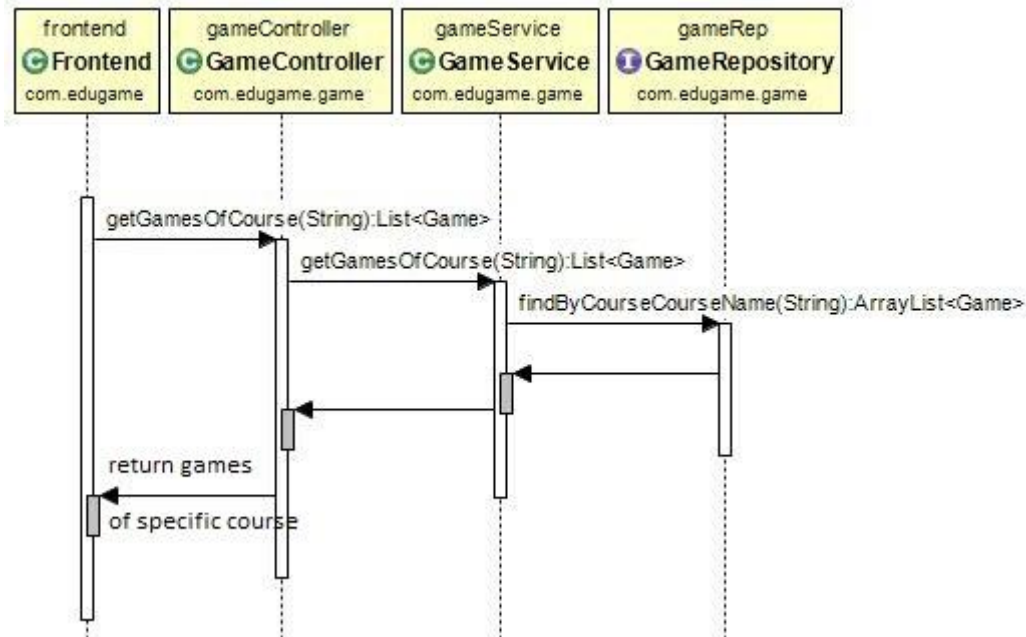 frontend
C Frontend
com.edugame
gameController
C GameController
com.edugame.game
gameService
C GameService
com.edugame.game
gameRep
I GameRepository
com.edugame.game
getGamesOfCourse(String):List<Game>
getGamesOfCourse(String):List<Game>
findByCourseCourseName(String):ArrayList<Game>
return games
of specific course